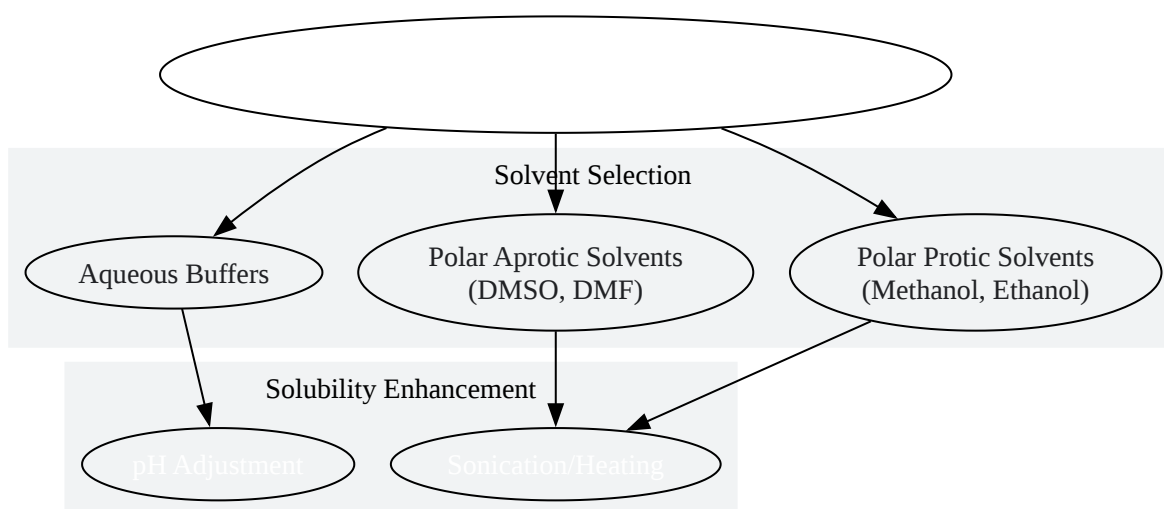 Solvent Selection
Aqueous Buffers
Polar Aprotic Solvents
(DMSO, DMF)
Polar Protic Solvents
(Methanol, Ethanol)
Solubility Enhancement
pH Adjustment
Sonication/Heating